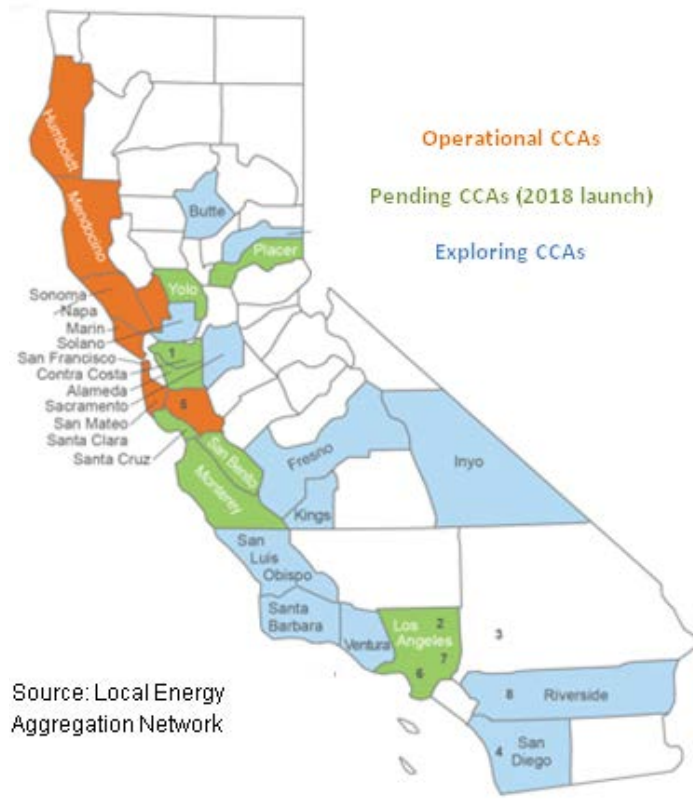 Operational CCAs
Pending CCAs (2018 launch)
Exploring CCAs
Humboldt
Mendocino
Butte
Placer
Yolo
Sonoma
Napa
Marin
Solano
San Francisco
Contra Costa
Alameda
Sacramento
San Mateo
Santa Clara
Santa Cruz
1
5
San Benito
Monterey
Fresno
Inyo
Kings
San
Luis
Obispo
Santa
Barbara
Ventura
Los
Angeles
2
3
7
6
8
Riverside
4
San
Diego
Source: Local Energy
Aggregation Network